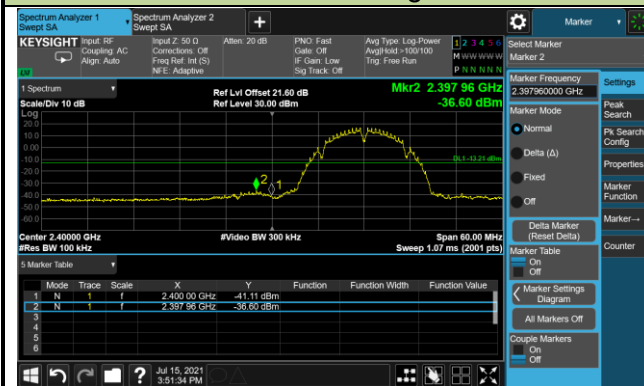 Spectrum Analyzer 1
Swept SA
Spectrum Analyzer 2
Swept SA
+
Marker
KEYSIGHT
Input: RF
Coupling: AC
Align: Auto
Input Z: 50 Ω
Corrections: Off
Freq Ref: Int (S)
NFE: Adaptive
Atten: 20 dB
PNO: Fast
Gate: Off
IF Gain: Low
Sig Track: Off
Avg Type: Log-Power
Avg|Hold:>100/100
Trig: Free Run
1 2 3 4 5 6
M W W W W W
P N N N N N
LXI
Select Marker
Marker 2
1 Spectrum
Scale/Div 10 dB
Log
Ref Lvl Offset 21.60 dB
Ref Level 30.00 dBm
Mkr2 2.397 96 GHz
-36.60 dBm
20.0
10.0
0.00
-10.0
-20.0
-30.0
-40.0
-50.0
-60.0
DL1 -13.21 dBm
2
1
Center 2.40000 GHz
#Res BW 100 kHz
#Video BW 300 kHz
Span 60.00 MHz
Sweep 1.07 ms (2001 pts)
5 Marker Table
Mode Trace Scale X Y Function Function Width Function Value
1 N 1 f 2.400 00 GHz -41.11 dBm
2 N 1 f 2.397 96 GHz -36.60 dBm
3
4
5
6
Marker Frequency
2.397960000 GHz
Marker Mode
Normal
Delta (Δ)
Fixed
Off
Delta Marker
(Reset Delta)
Marker Table
On
Off
Marker Settings
Diagram
All Markers Off
Couple Markers
On
Off
Settings
Peak
Search
Pk Search
Config
Properties
Marker
Function
Marker→
Counter
?
Jul 15, 2021
3:51:34 PM